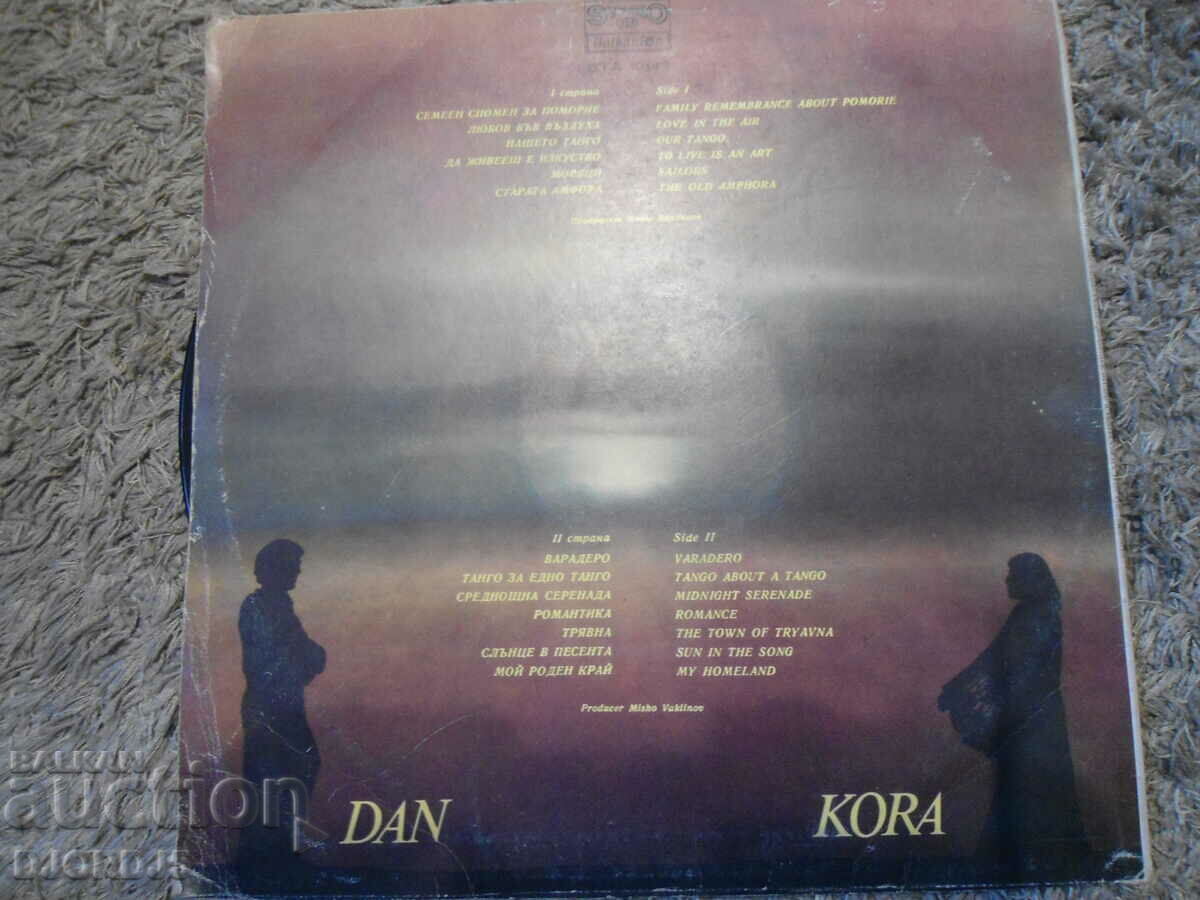 STEREO
Balkanton
I страна Side I
СЕМЕЕН СПОМЕН ЗА ПОМОРИЕ FAMILY REMEMBRANCE ABOUT POMORIE
ЛЮБОВ ВЪВ ВЪЗДУХА LOVE IN THE AIR
НАШЕТО ТАНГО OUR TANGO
ДА ЖИВЕЕШ Е ИЗКУСТВО TO LIVE IS AN ART
МОРЯЦИ SAILORS
СТАРАТА АМФОРА THE OLD AMPHORA
II страна Side II
ВАРАДЕРО VARADERO
ТАНГО ЗА ЕДНО ТАНГО TANGO ABOUT A TANGO
СРЕДНОЩНА СЕРЕНАДА MIDNIGHT SERENADE
РОМАНТИКА ROMANCE
ТРЯВНА THE TOWN OF TRYAVNA
СЛЪНЦЕ В ПЕСЕНТА SUN IN THE SONG
МОЙ РОДЕН КРАЙ MY HOMELAND
Producer Misho Vaklinov
DAN KORA
BALKAN
auction